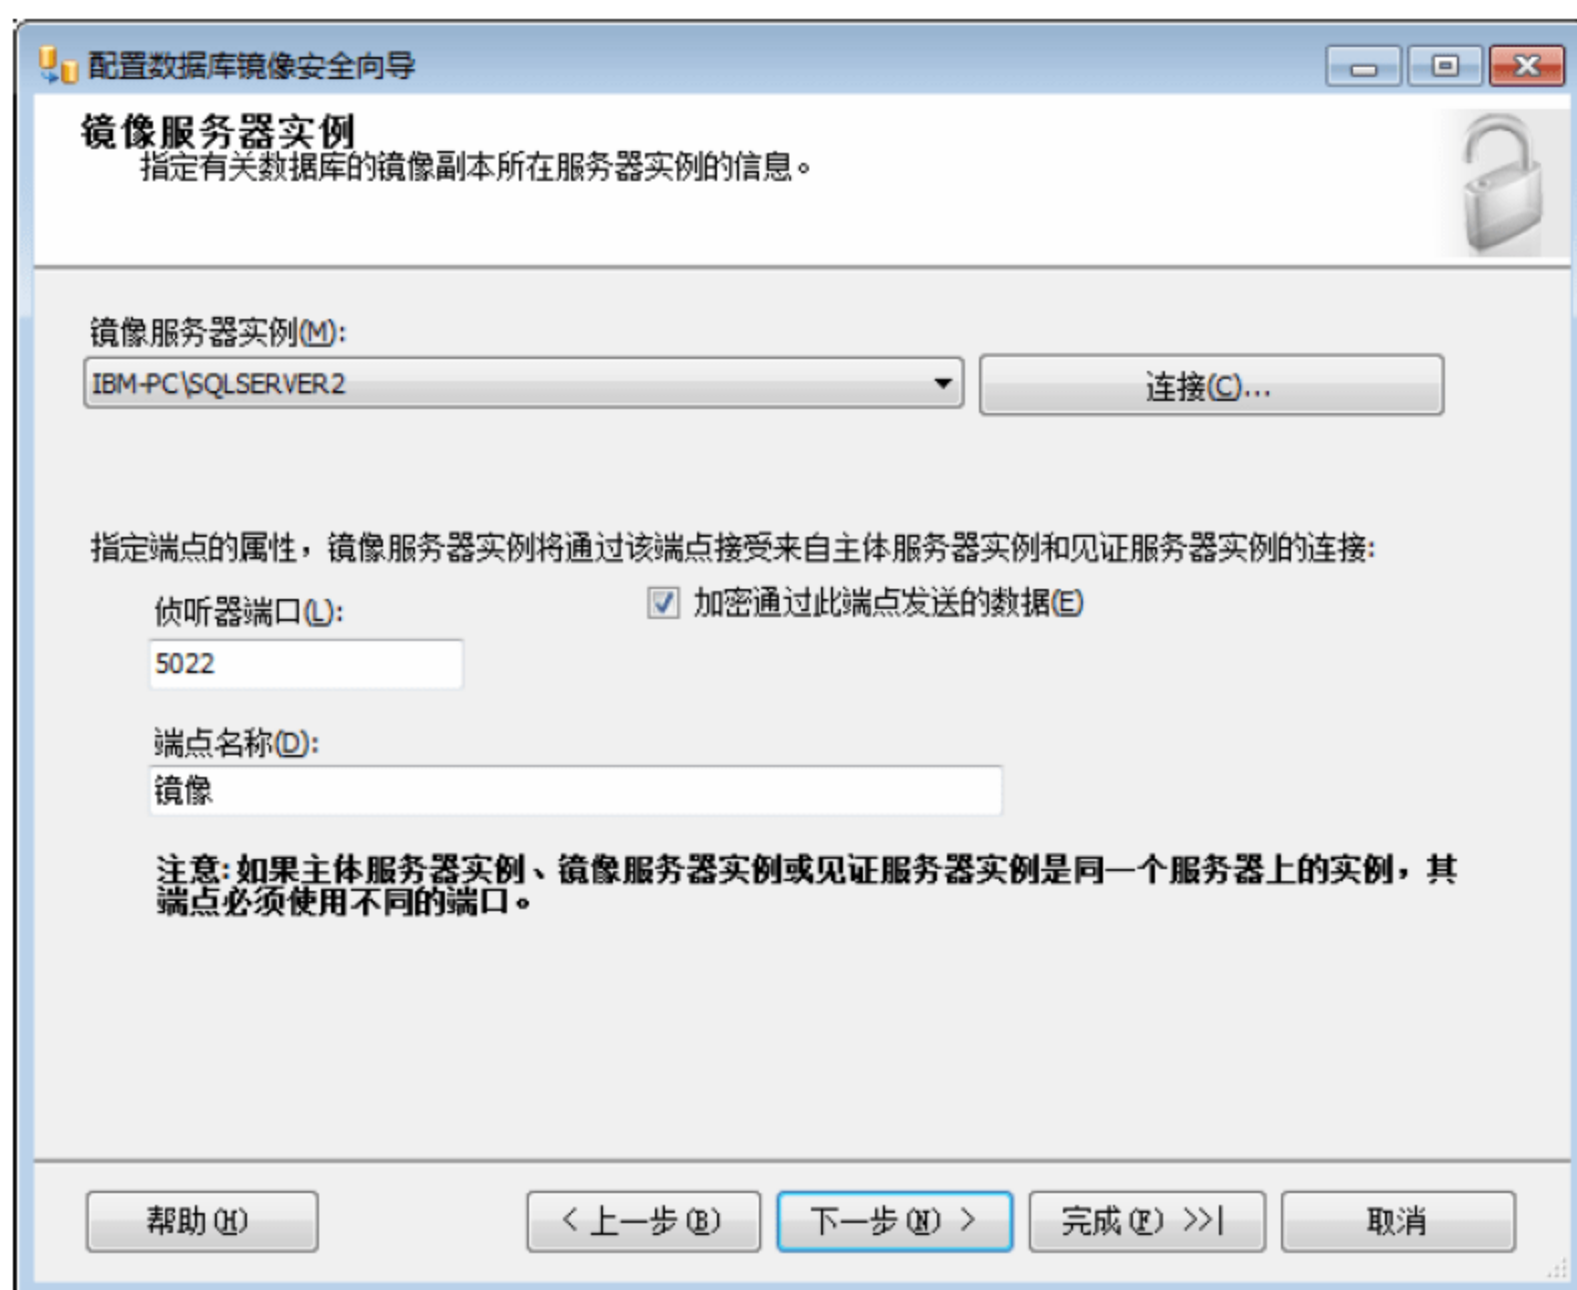 配置数据库镜像安全向导
镜像服务器实例
指定有关数据库的镜像副本所在服务器实例的信息。
镜像服务器实例(M):
IBM-PC\SQLSERVER2
连接(C)...
指定端点的属性，镜像服务器实例将通过该端点接受来自主体服务器实例和见证服务器实例的连接:
侦听器端口(L):
加密通过此端点发送的数据(E)
5022
端点名称(D):
镜像
注意:如果主体服务器实例、镜像服务器实例或见证服务器实例是同一个服务器上的实例，其
端点必须使用不同的端口。
帮助(H)
< 上一步(B)
下一步(N) >
完成(F) >>|
取消